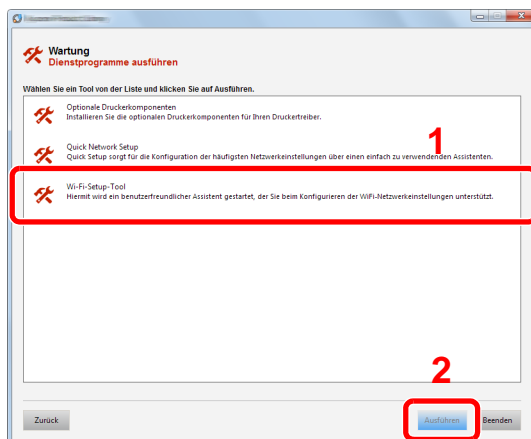 Wartung
Dienstprogramme ausführen
Wählen Sie ein Tool von der Liste und klicken Sie auf Ausführen.
Optionale Druckerkomponenten
Installieren Sie die optionalen Druckerkomponenten für Ihren Druckertreiber.
1
Quick Network Setup
Quick Setup sorgt für die Konfiguration der häufigsten Netzwerkeinstellungen über einen einfach zu verwendenden Assistenten.
Wi-Fi-Setup-Tool
Hiermit wird ein benutzerfreundlicher Assistent gestartet, der Sie beim Konfigurieren der WiFi-Netzwerkeinstellungen unterstützt.
2
Zurück
Ausführen
Beenden